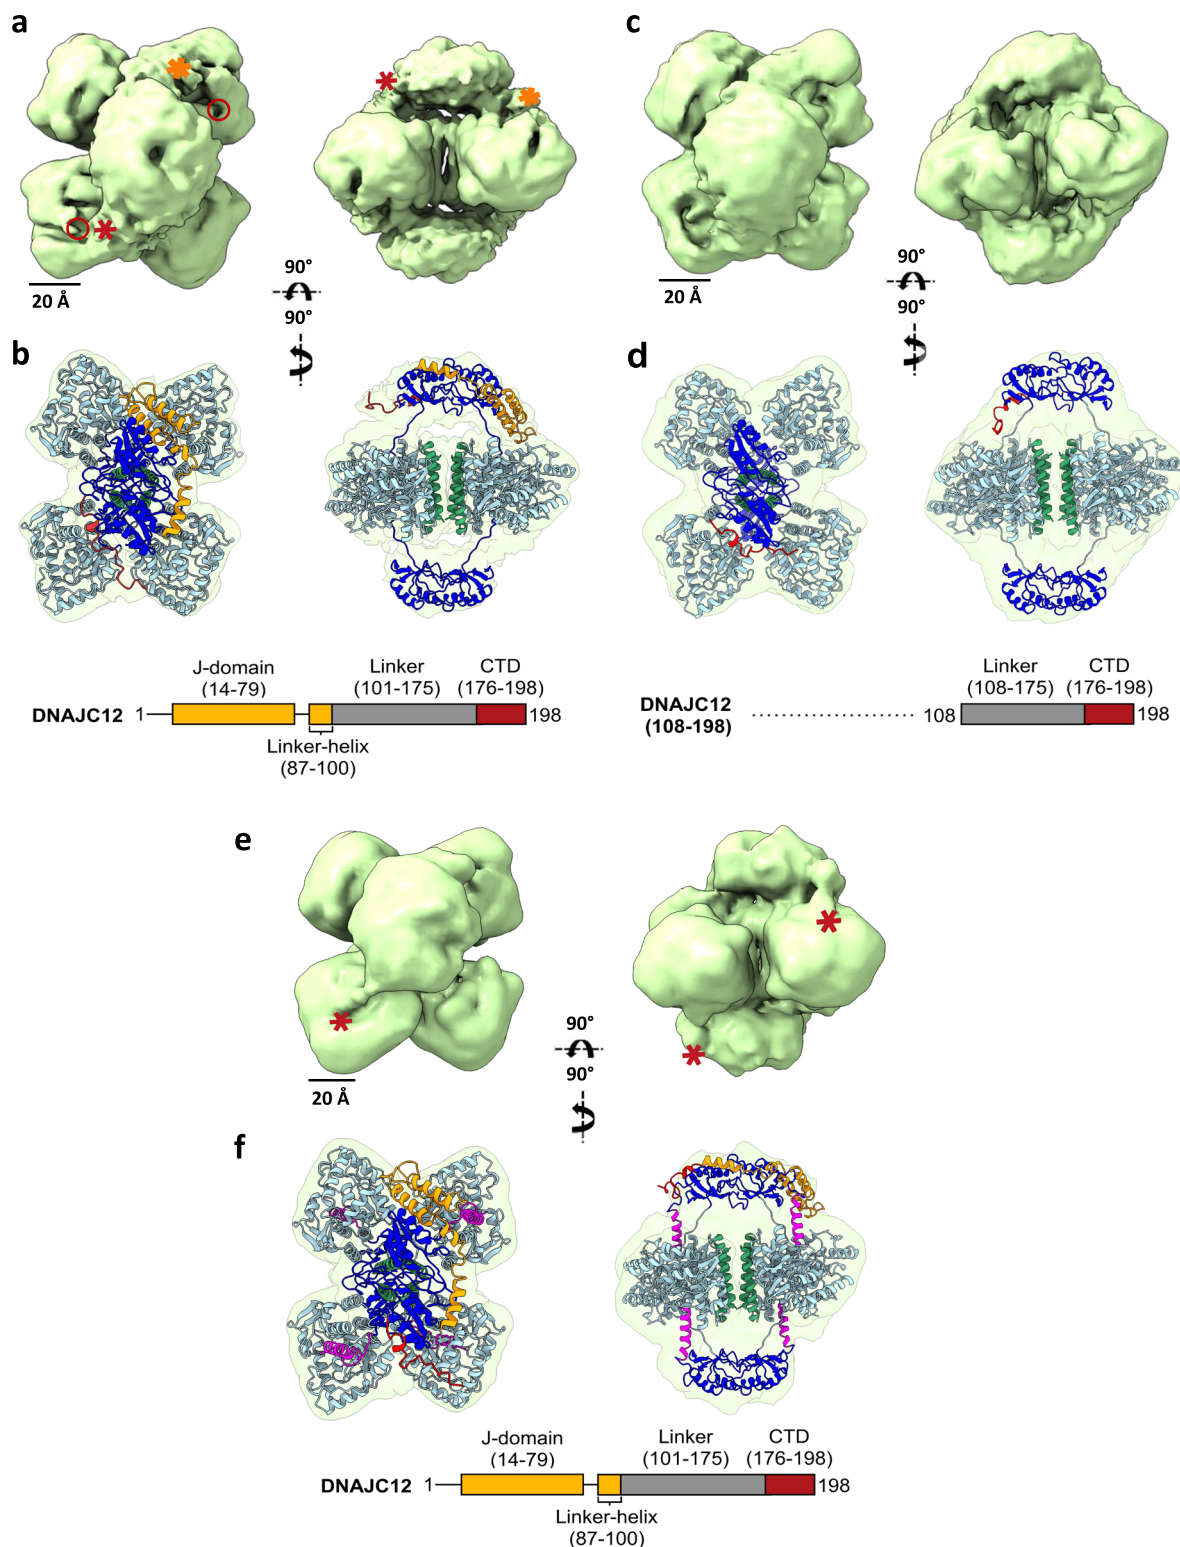 a
c
20 Å
90°
90°
20 Å
90°
90°
b
d
J-domain
(14-79)
Linker
(101-175)
CTD
(176-198)
DNAJC12
1
198
Linker-helix
(87-100)
Linker
(108-175)
CTD
(176-198)
DNAJC12
(108-198)
108
198
e
20 Å
90°
90°
f
J-domain
(14-79)
Linker
(101-175)
CTD
(176-198)
DNAJC12
1
198
Linker-helix
(87-100)